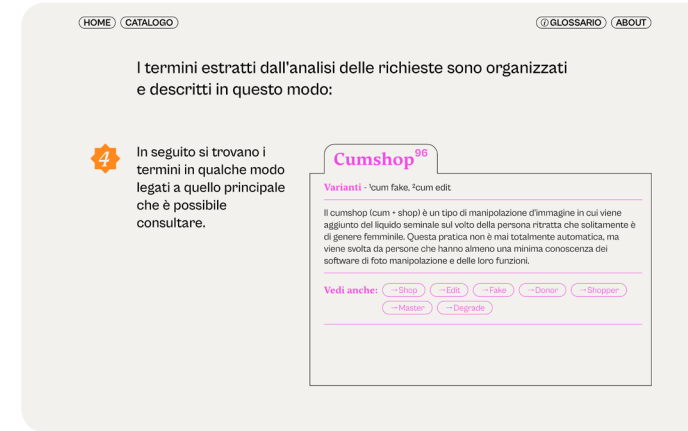 HOME CATALOGO
i GLOSSARIO ABOUT
I termini estratti dall'analisi delle richieste sono organizzati
e descritti in questo modo:
4
In seguito si trovano i
termini in qualche modo
legati a quello principale
che è possibile
consultare.
Cumshop⁹⁶
Varianti - ¹cum fake, ²cum edit
Il cumshop (cum + shop) è un tipo di manipolazione d'immagine in cui viene
aggiunto del liquido seminale sul volto della persona ritratta che solitamente è
di genere femminile. Questa pratica non è mai totalmente automatica, ma
viene svolta da persone che hanno almeno una minima conoscenza dei
software di foto manipolazione e delle loro funzioni.
Vedi anche: →Shop →Edit →Fake →Donor →Shopper
→Master →Degrade